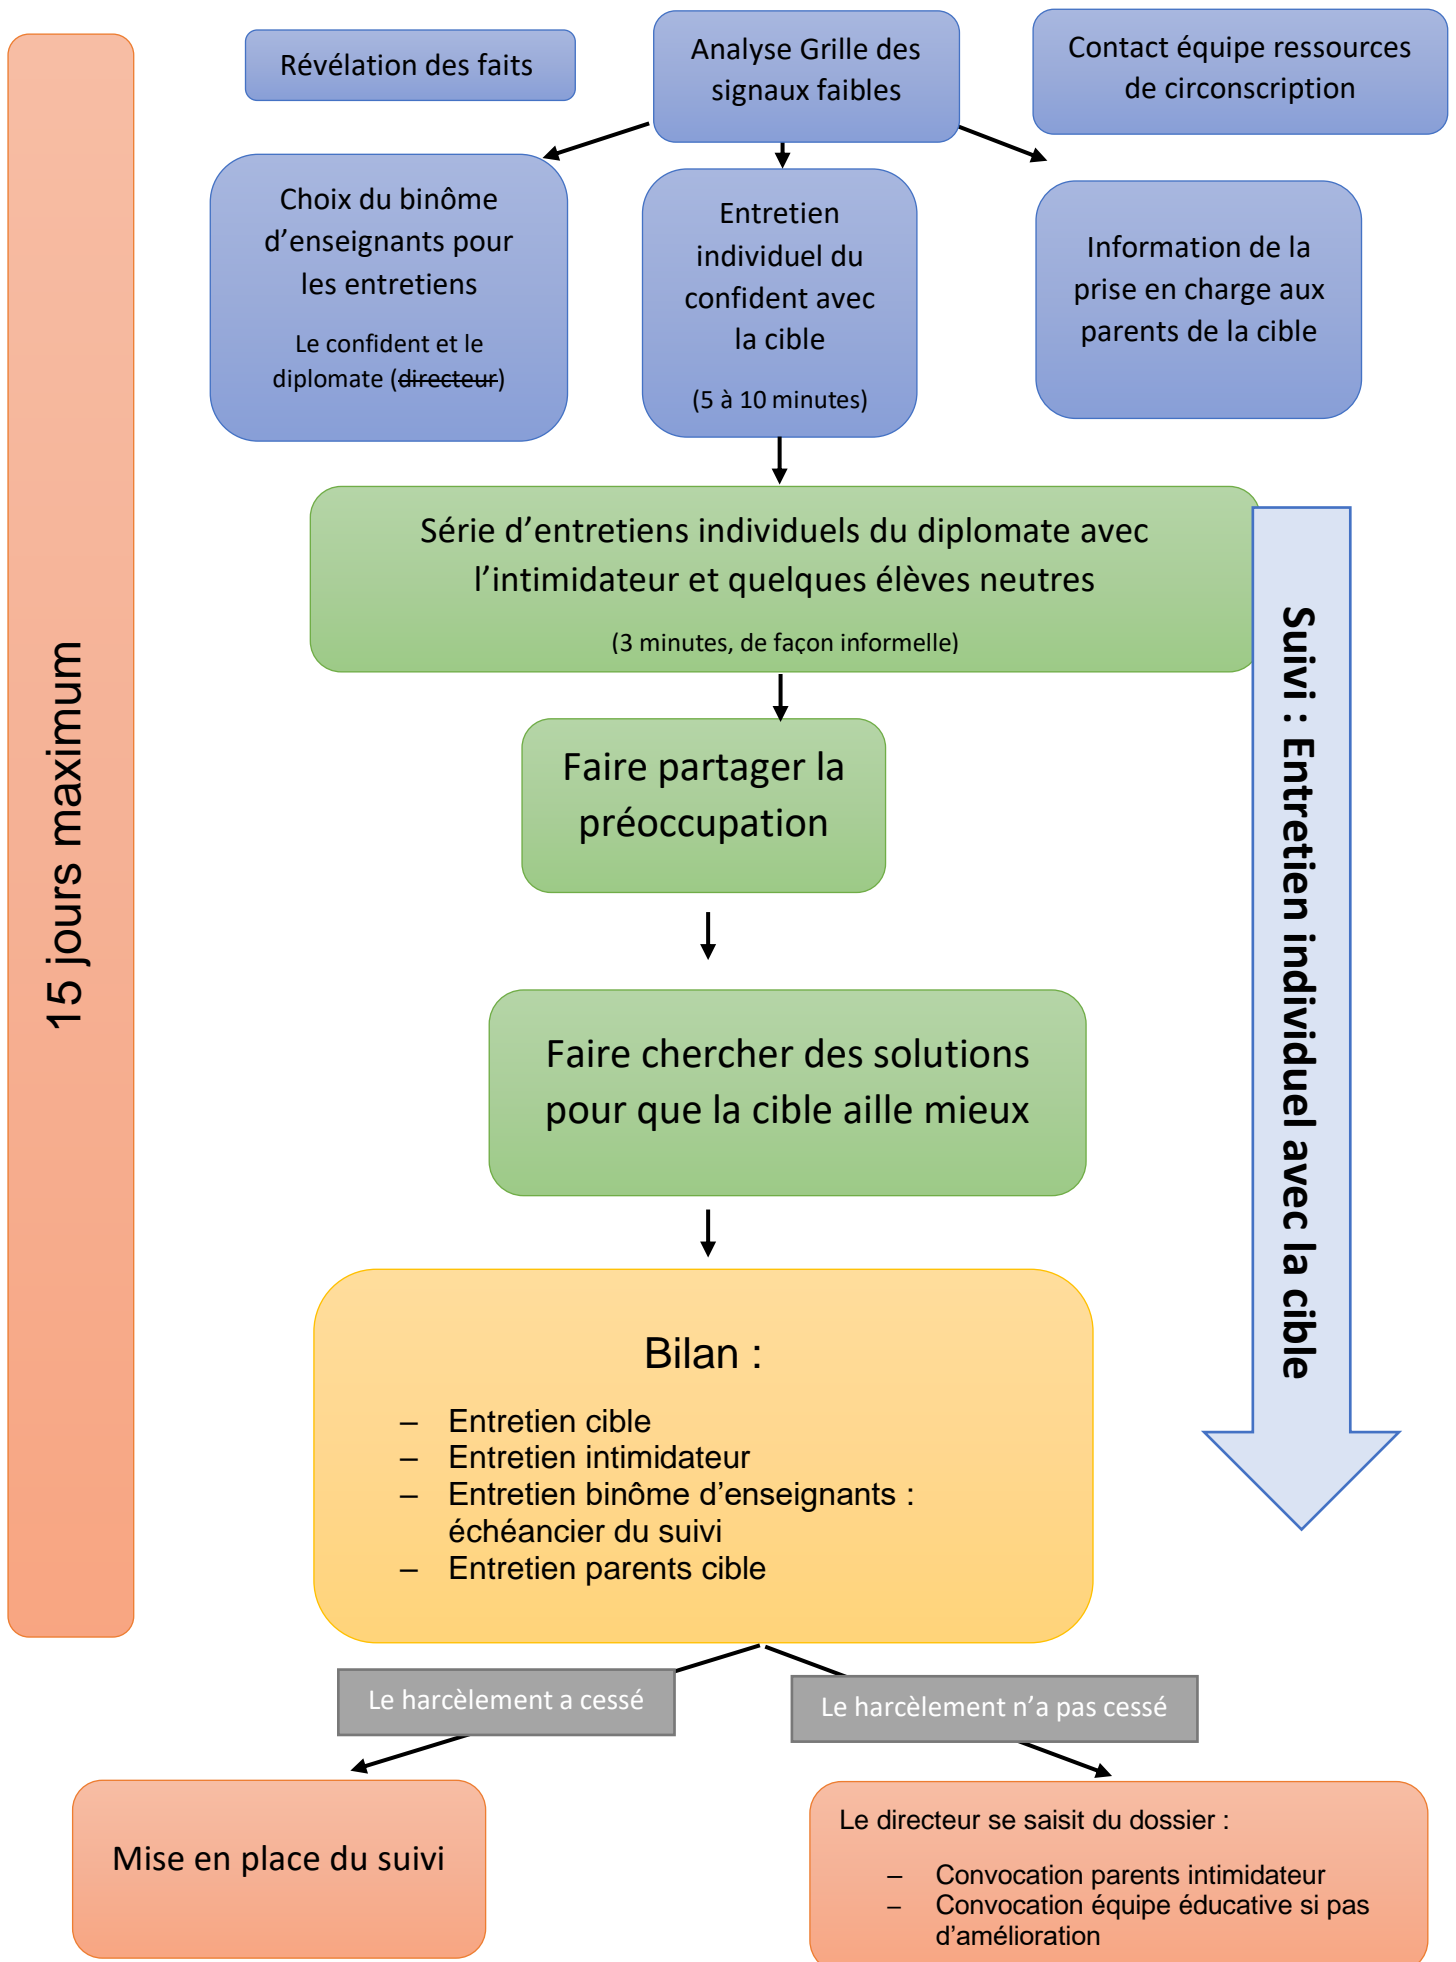 Révélation des faits
Analyse Grille des
signaux faibles
Contact équipe ressources
de circonscription
Choix du binôme
d’enseignants pour
les entretiens
Le confident et le
diplomate (directeur)
Entretien
individuel du
confident avec
la cible
(5 à 10 minutes)
Information de la
prise en charge aux
parents de la cible
15 jours maximum
Série d’entretiens individuels du diplomate avec
l’intimidateur et quelques élèves neutres
(3 minutes, de façon informelle)
Suivi : Entretien individuel avec la cible
Faire partager la
préoccupation
Faire chercher des solutions
pour que la cible aille mieux
Bilan :
– Entretien cible
– Entretien intimidateur
– Entretien binôme d’enseignants :
échéancier du suivi
– Entretien parents cible
Le harcèlement a cessé
Le harcèlement n’a pas cessé
Mise en place du suivi
Le directeur se saisit du dossier :
– Convocation parents intimidateur
– Convocation équipe éducative si pas
d’amélioration